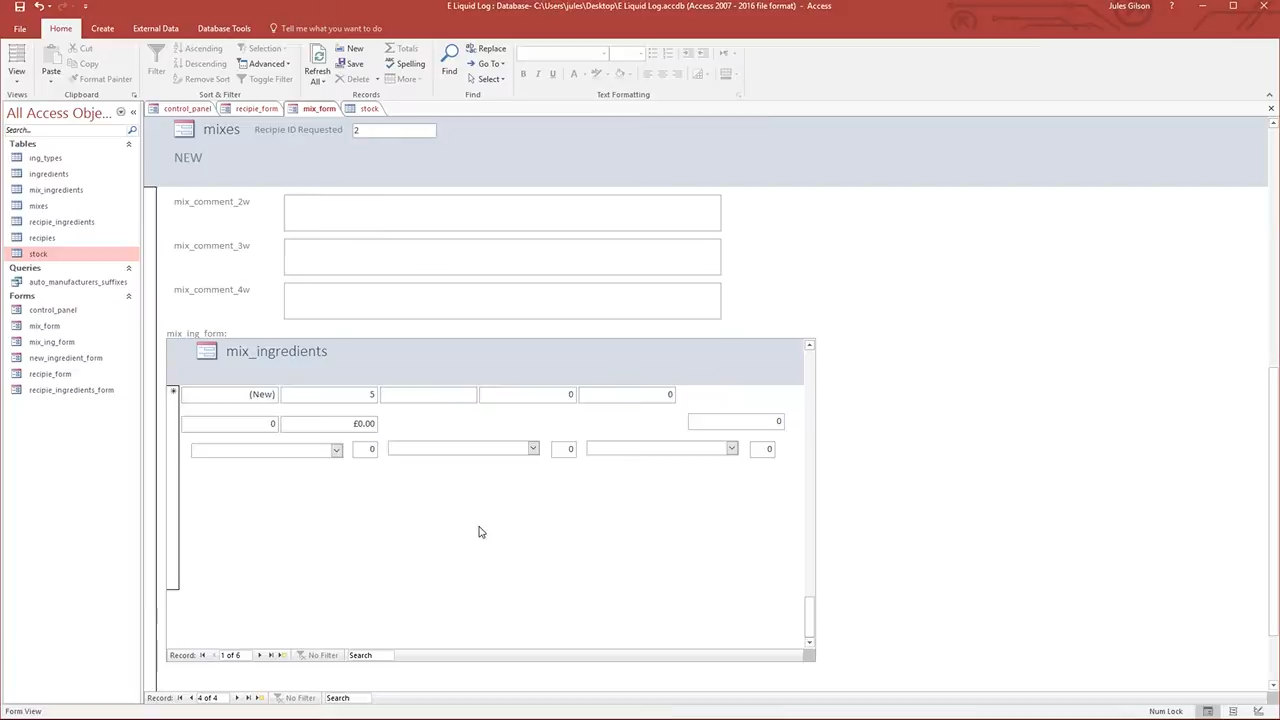 E Liquid Log : Database- C:\Users\jules\Desktop\E Liquid Log.accdb (Access 2007 - 2016 file format) - Access
Jules Gilson
?
File Home Create External Data Database Tools Tell me what you want to do
View
Views
Paste
Cut
Copy
Format Painter
Clipboard
Filter
Ascending
Descending
Remove Sort
Selection
Advanced
Toggle Filter
Sort & Filter
Refresh
All
New
Save
Delete
Totals
Spelling
More
Records
Find
Replace
Go To
Select
Find
B I U A
Text Formatting
All Access Obje...
Search...
control_panel recipie_form mix_form stock
Tables
ing_types
ingredients
mix_ingredients
mixes
recipie_ingredients
recipies
stock
Queries
auto_manufacturers_suffixes
Forms
control_panel
mix_form
mix_ing_form
new_ingredient_form
recipie_form
recipie_ingredients_form
mixes Recipie ID Requested 2
NEW
mix_comment_2w
mix_comment_3w
mix_comment_4w
mix_ing_form:
mix_ingredients
(New) 5 0 0
0 £0.00 0
0 0 0
Record: 1 of 6 No Filter Search
Record: 4 of 4 No Filter Search
Form View
Num Lock